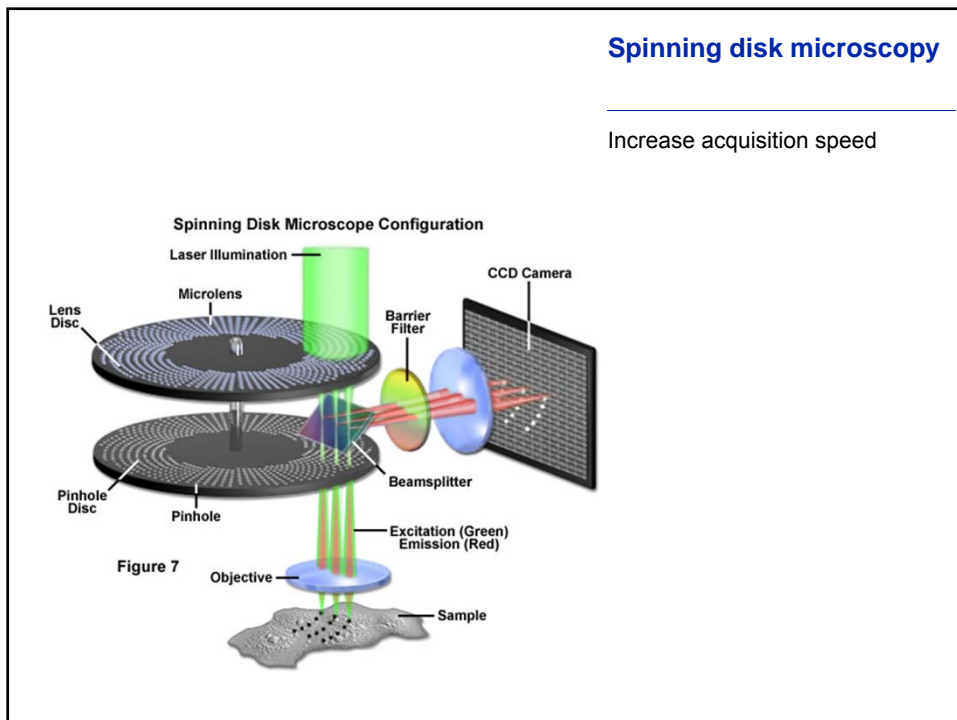 Spinning disk microscopy
Increase acquisition speed
Spinning Disk Microscope Configuration
Laser Illumination
CCD Camera
Microlens
Lens
Disc
Barrier
Filter
Beamsplitter
Pinhole
Disc
Pinhole
Excitation (Green)
Emission (Red)
Figure 7
Objective
Sample